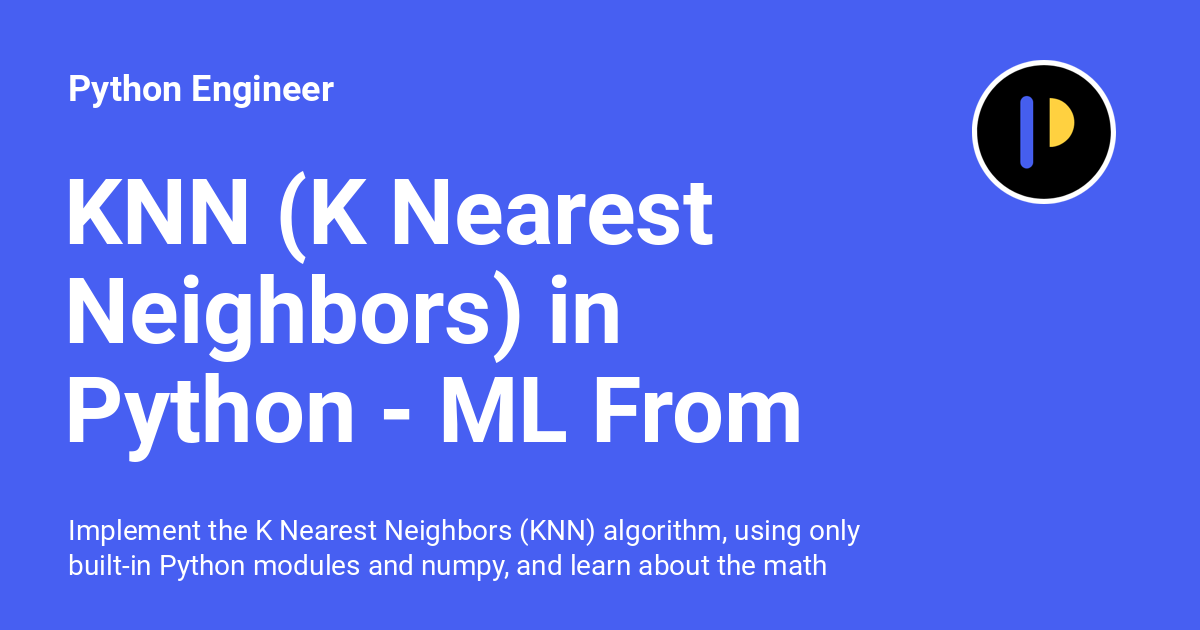 Python Engineer
KNN (K Nearest
Neighbors) in
Python - ML From
Implement the K Nearest Neighbors (KNN) algorithm, using only
built-in Python modules and numpy, and learn about the math